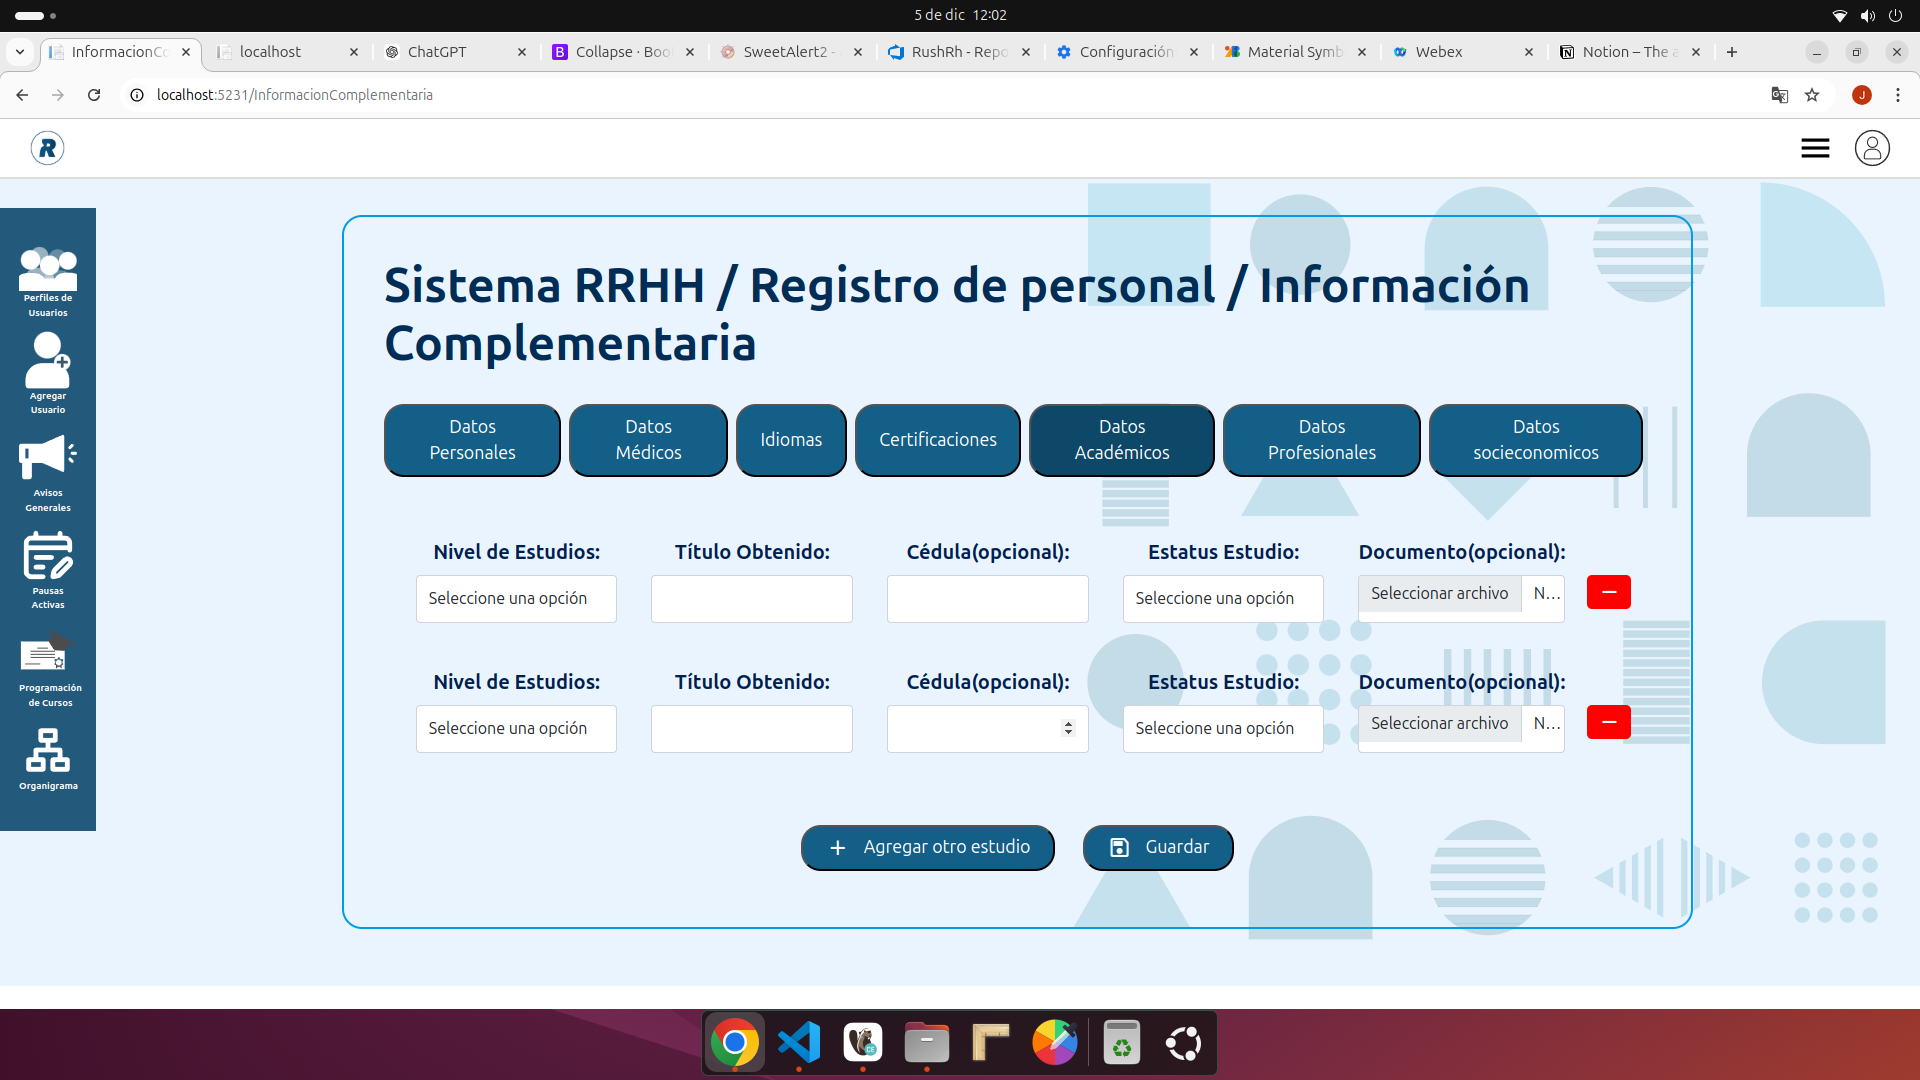 5 de dic 12:02
InformacionCo
localhost
ChatGPT
B Collapse · Boo
SweetAlert2 -
RushRh - Repo
Configuración
Material Symb
Webex
Notion – The a
localhost:5231/InformacionComplementaria
J
R
Perfiles de
Usuarios
Agregar
Usuario
Avisos
Generales
Pausas
Activas
Programación
de Cursos
Organigrama
Sistema RRHH / Registro de personal / Información
Complementaria
Datos
Personales
Datos
Médicos
Idiomas
Certificaciones
Datos
Académicos
Datos
Profesionales
Datos
socieconomicos
Nivel de Estudios: Título Obtenido: Cédula(opcional): Estatus Estudio: Documento(opcional):
Seleccione una opción Seleccione una opción Seleccionar archivo N...
Nivel de Estudios: Título Obtenido: Cédula(opcional): Estatus Estudio: Documento(opcional):
Seleccione una opción Seleccione una opción Seleccionar archivo N...
Agregar otro estudio
Guardar